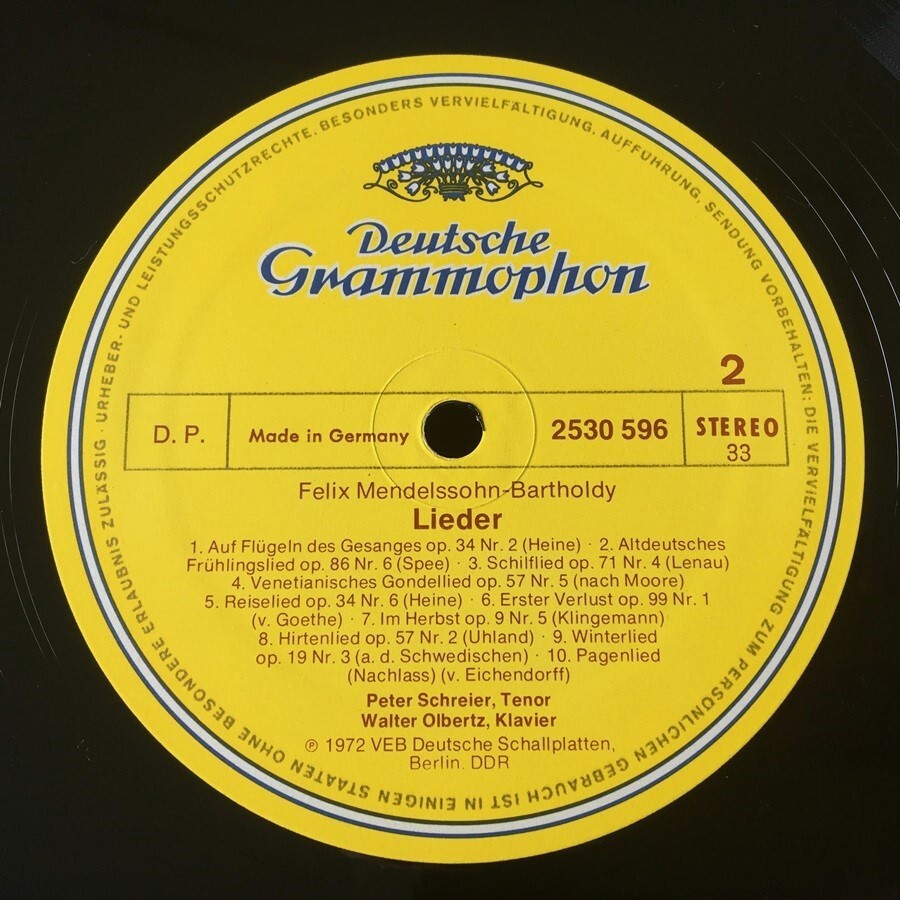 URHEBER- UND LEISTUNGSSCHUTZRECHTE, BESONDERS VERVIELFÄLTIGUNG, AUFFÜHRUNG, SENDUNG VORBEHALTEN: DIE VERVIELFÄLTIGUNG ZUM PERSÖNLICHEN GEBRAUCH IST IN EINIGEN STAATEN OHNE BESONDERE ERLAUBNIS ZULÄSSIG ·
Deutsche
Grammophon
2
D. P. Made in Germany 2530 596 STEREO
33
Felix Mendelssohn-Bartholdy
Lieder
1. Auf Flügeln des Gesanges op. 34 Nr. 2 (Heine) · 2. Altdeutsches
Frühlingslied op. 86 Nr. 6 (Spee) · 3. Schilflied op. 71 Nr. 4 (Lenau)
4. Venetianisches Gondellied op. 57 Nr. 5 (nach Moore)
5. Reiselied op. 34 Nr. 6 (Heine) · 6. Erster Verlust op. 99 Nr. 1
(v. Goethe) · 7. Im Herbst op. 9 Nr. 5 (Klingemann)
8. Hirtenlied op. 57 Nr. 2 (Uhland) · 9. Winterlied
op. 19 Nr. 3 (a. d. Schwedischen) · 10. Pagenlied
(Nachlass) (v. Eichendorff)
Peter Schreier, Tenor
Walter Olbertz, Klavier
℗ 1972 VEB Deutsche Schallplatten,
Berlin. DDR